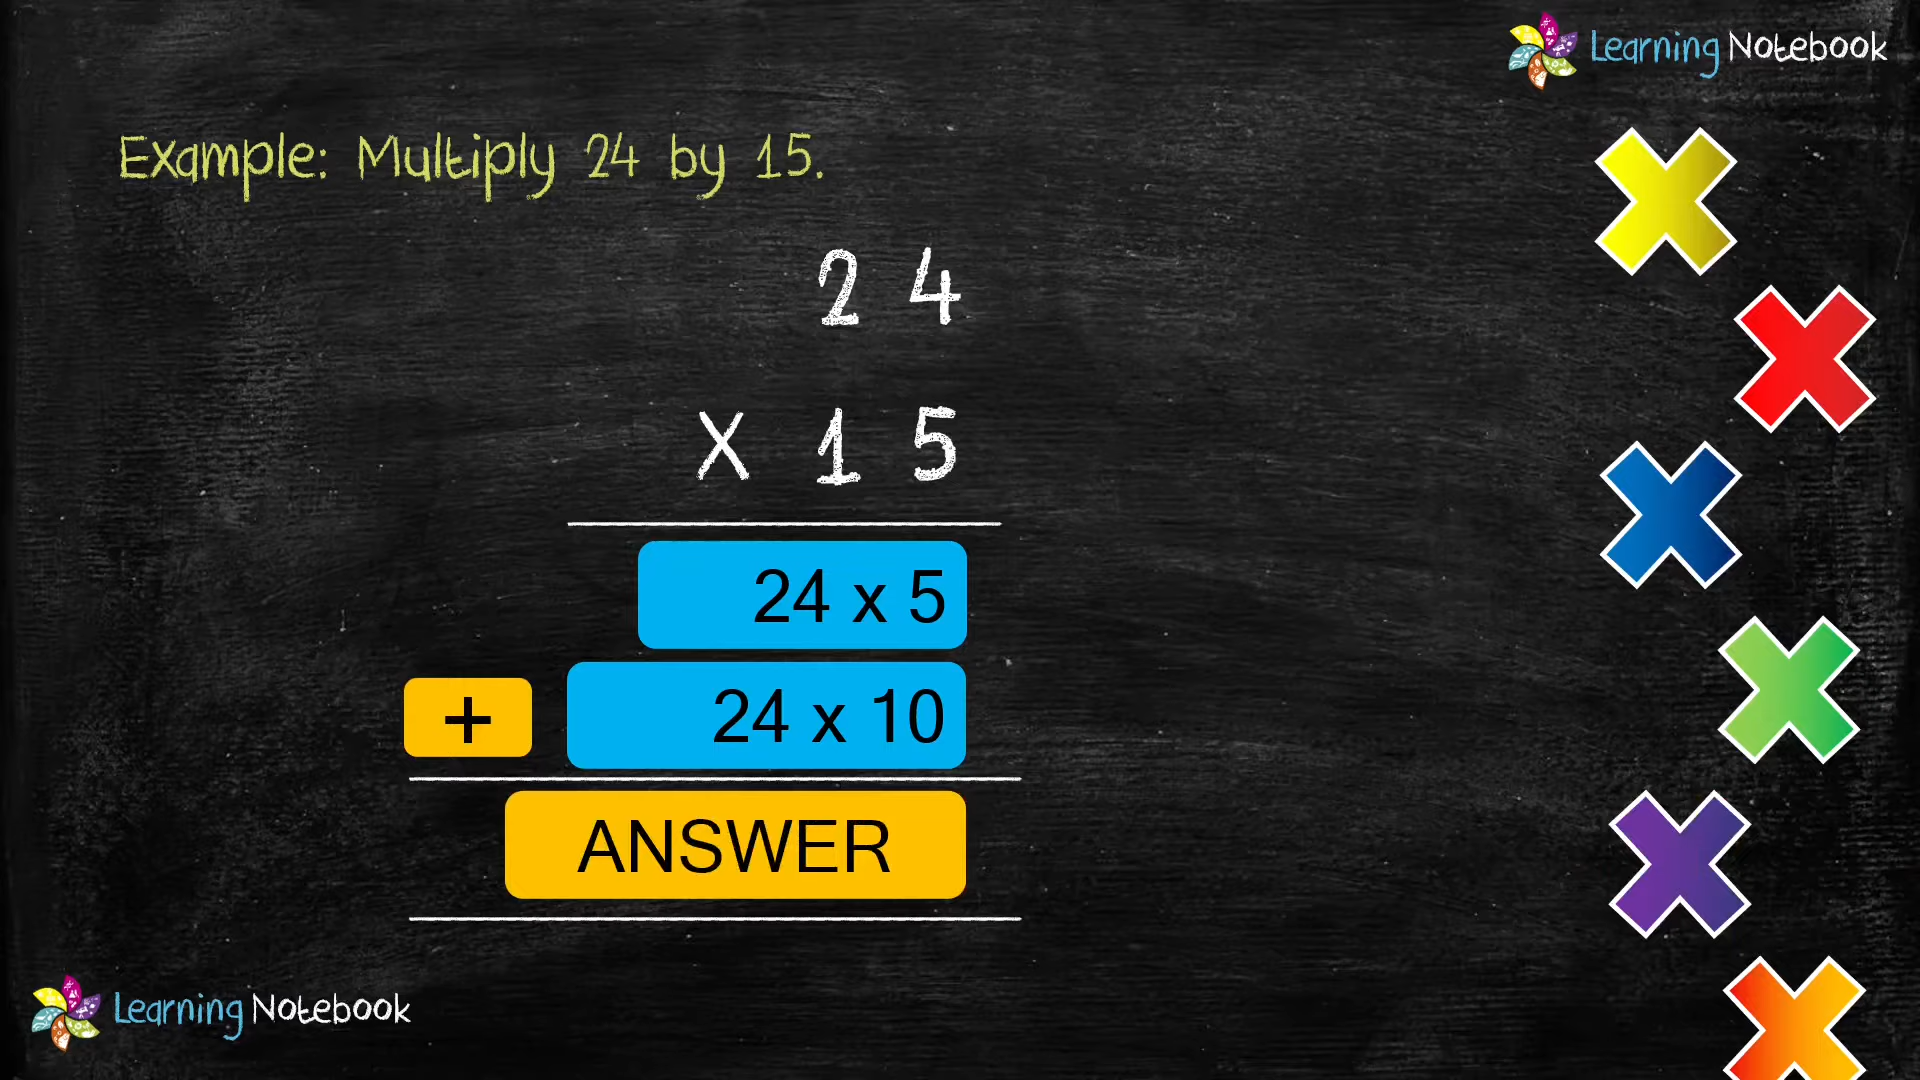 Learning Notebook
Example: Multiply 24 by 15.
2 4
X 1 5
24 x 5
+ 24 x 10
ANSWER
Learning Notebook